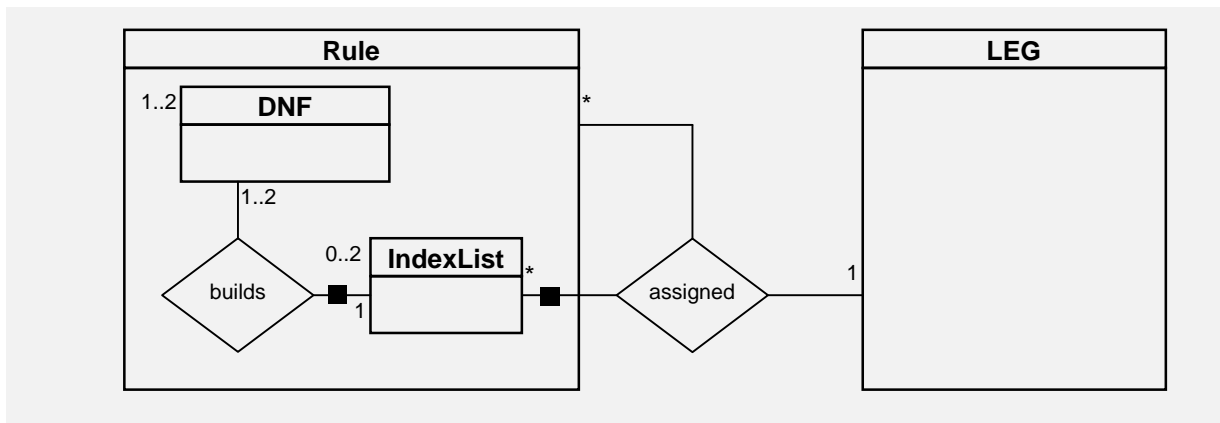 Rule
LEG
1..2
DNF
*
1..2
0..2
IndexList
*
1
builds
1
assigned